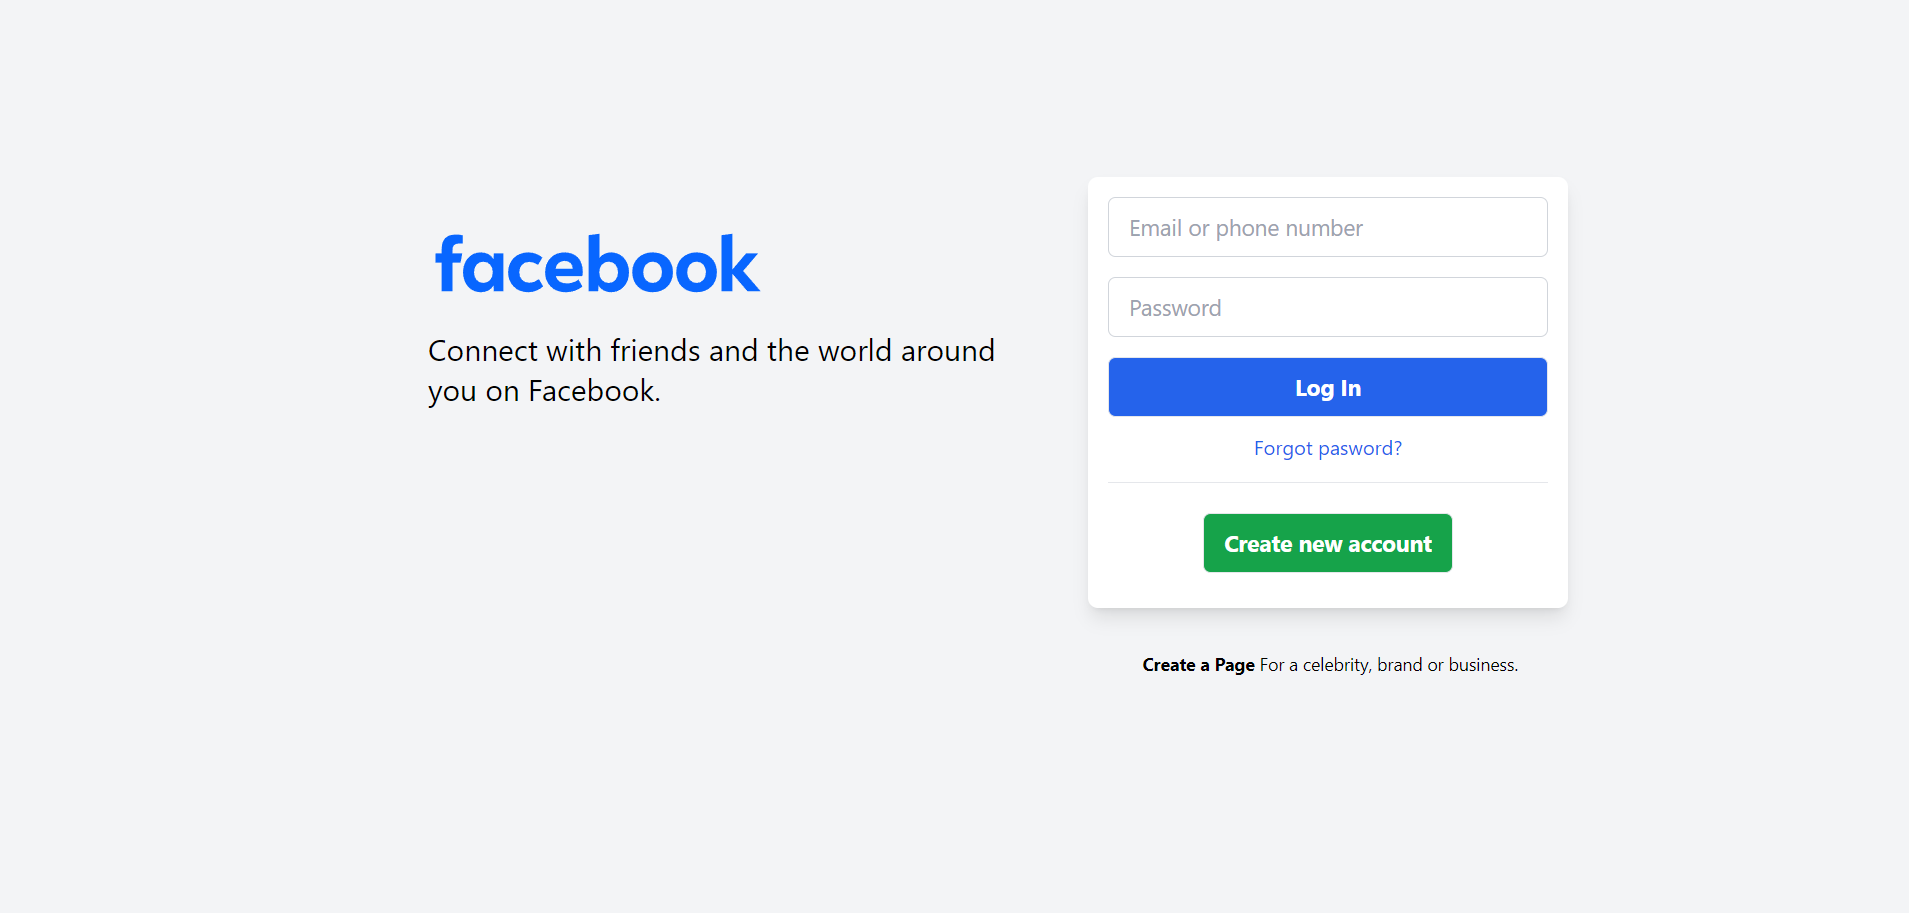 facebook
Connect with friends and the world around
you on Facebook.
Email or phone number
Password
Log In
Forgot pasword?
Create new account
Create a Page For a celebrity, brand or business.